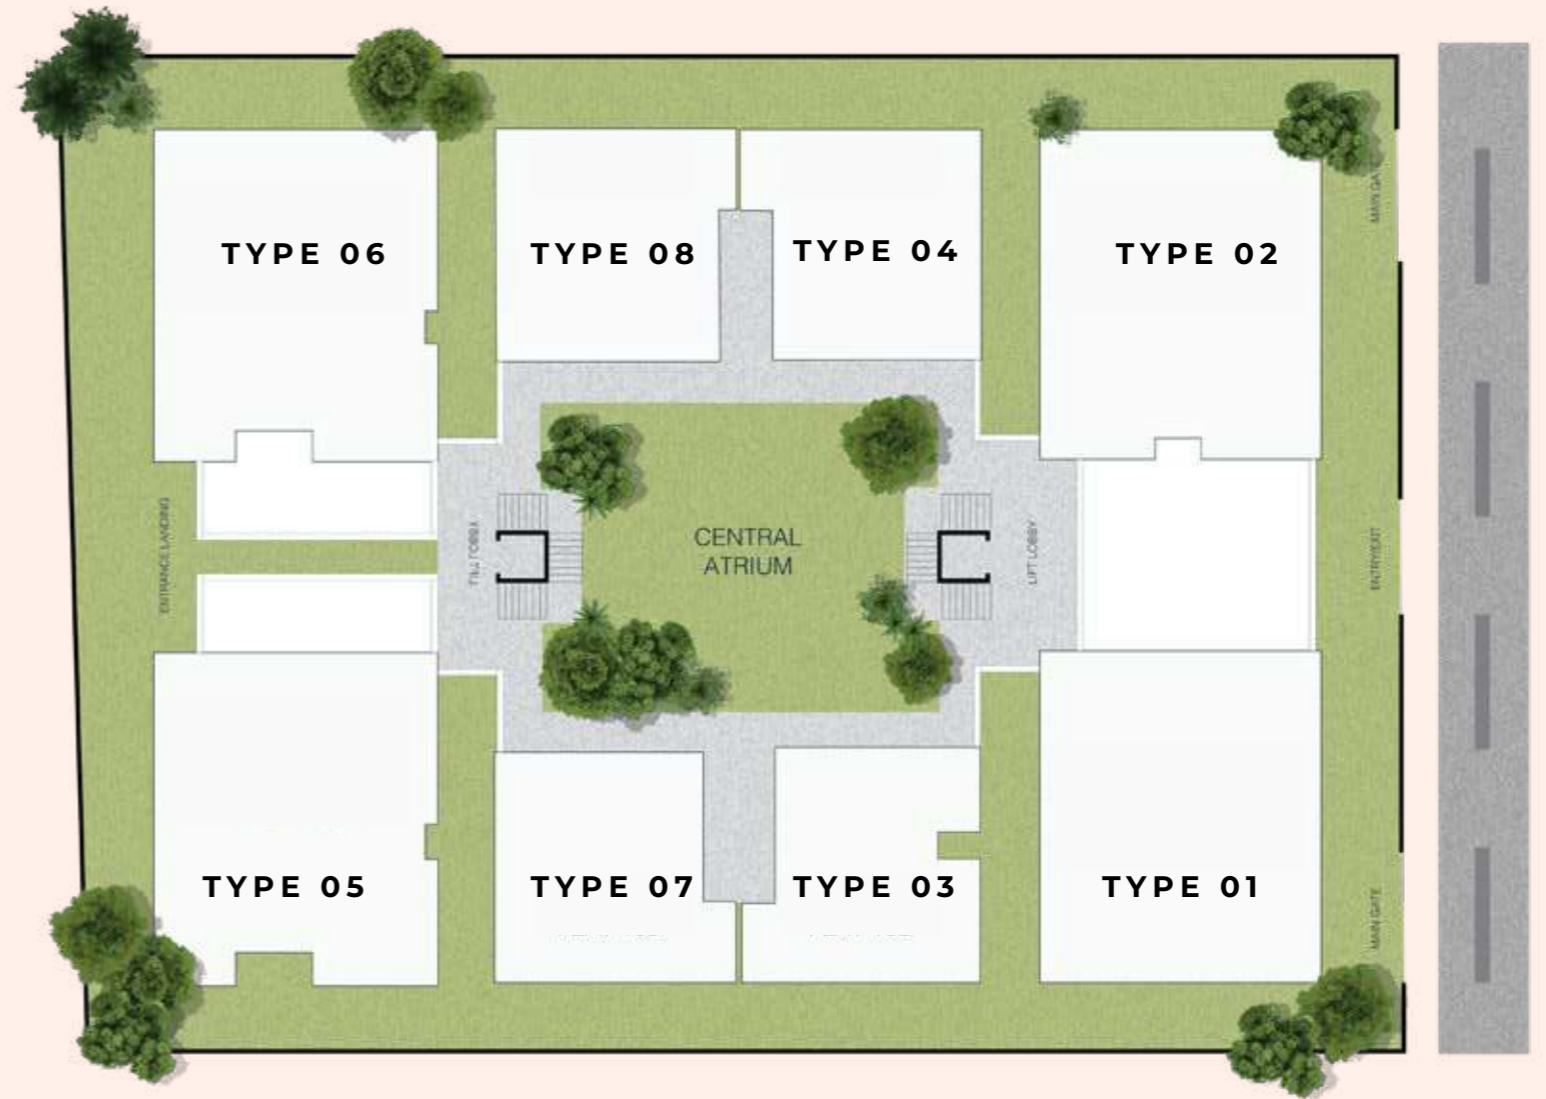 TYPE 06
TYPE 08
TYPE 04
TYPE 02
MAIN GATE
ENTRANCE LANDING
LIFT LOBBY
CENTRAL
ATRIUM
LIFT LOBBY
ENTRY/EXIT
TYPE 05
TYPE 07
TYPE 03
TYPE 01
MAIN GATE